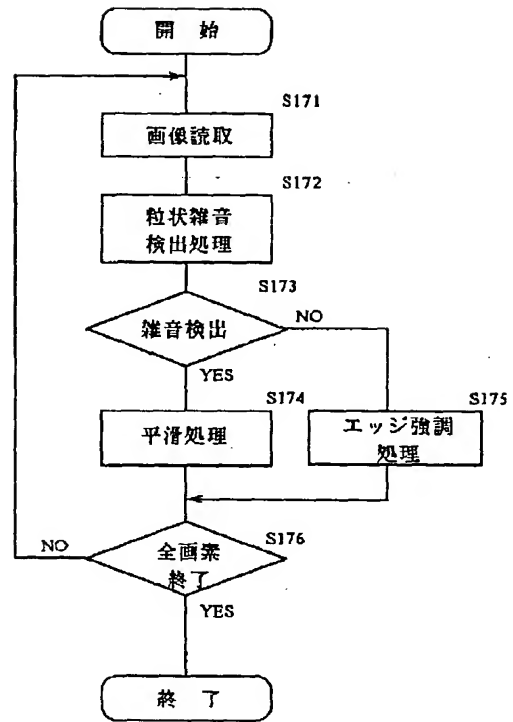 開 始
S171
画像読取
S172
粒状雑音
検出処理
S173
雑音検出
NO
YES
S174
平滑処理
S175
エッジ強調
処理
S176
全画素
終了
NO
YES
終 了